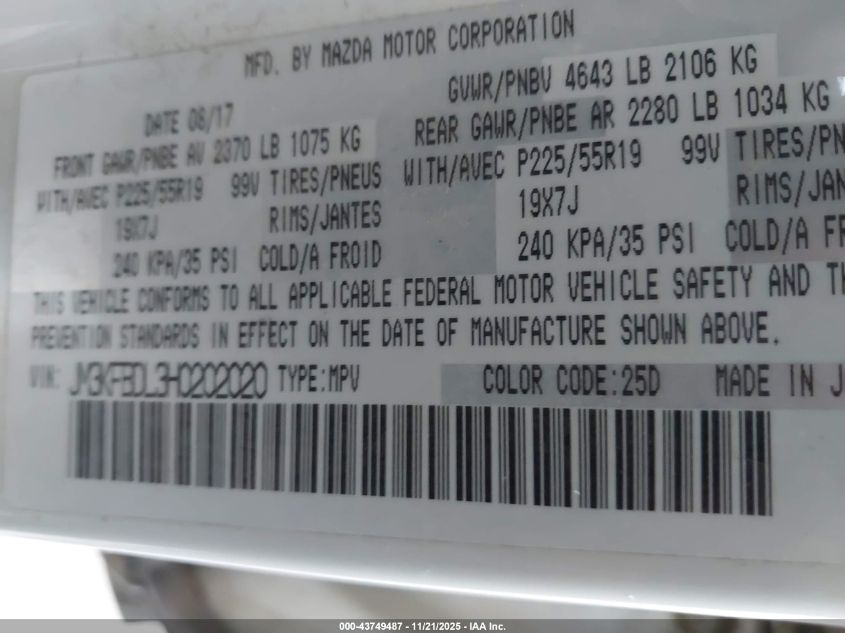 MFD. BY MAZDA MOTOR CORPORATION
DATE 08/17 GVWR/PNBV 4643 LB 2106 KG
FRONT GAWR/PNBE AV 2370 LB 1075 KG REAR GAWR/PNBE AR 2280 LB 1034 KG
WITH/AVEC P225/55R19 99V TIRES/PNEUS WITH/AVEC P225/55R19 99V TIRES/PN
19X7J RIMS/JANTES 19X7J RIMS/JAN
240 KPA/35 PSI COLD/A FROID 240 KPA/35 PSI COLD/A FR
THIS VEHICLE CONFORMS TO ALL APPLICABLE FEDERAL MOTOR VEHICLE SAFETY AND TH
PREVENTION STANDARDS IN EFFECT ON THE DATE OF MANUFACTURE SHOWN ABOVE.
VIN: JM3KFBDL3H0202020 TYPE:MPV COLOR CODE:25D MADE IN J
000-43749487 - 11/21/2025 - IAA Inc.